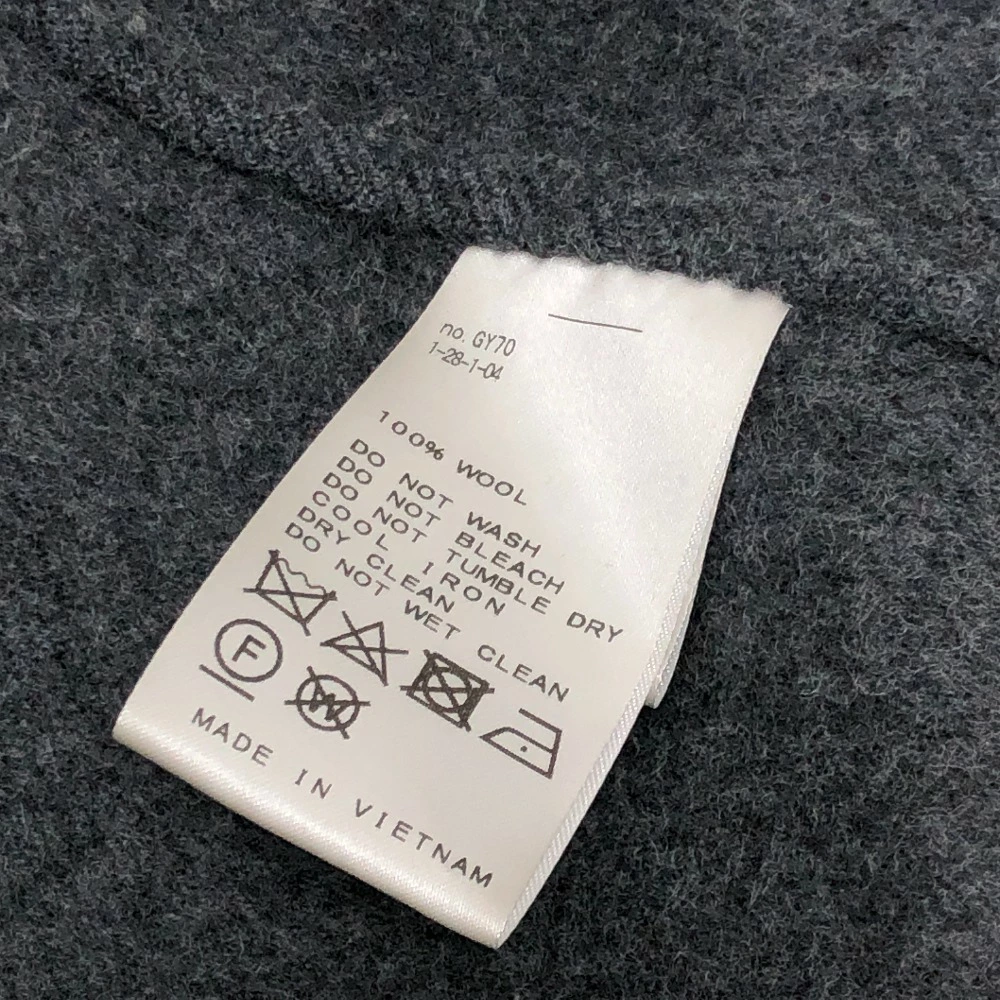 no. GY70
1-28-1-04
100% WOOL
DO NOT WASH
DO NOT BLEACH
DO NOT TUMBLE DRY
COOL IRON
DRY CLEAN
DO NOT WET CLEAN
F
W
MADE IN VIETNAM